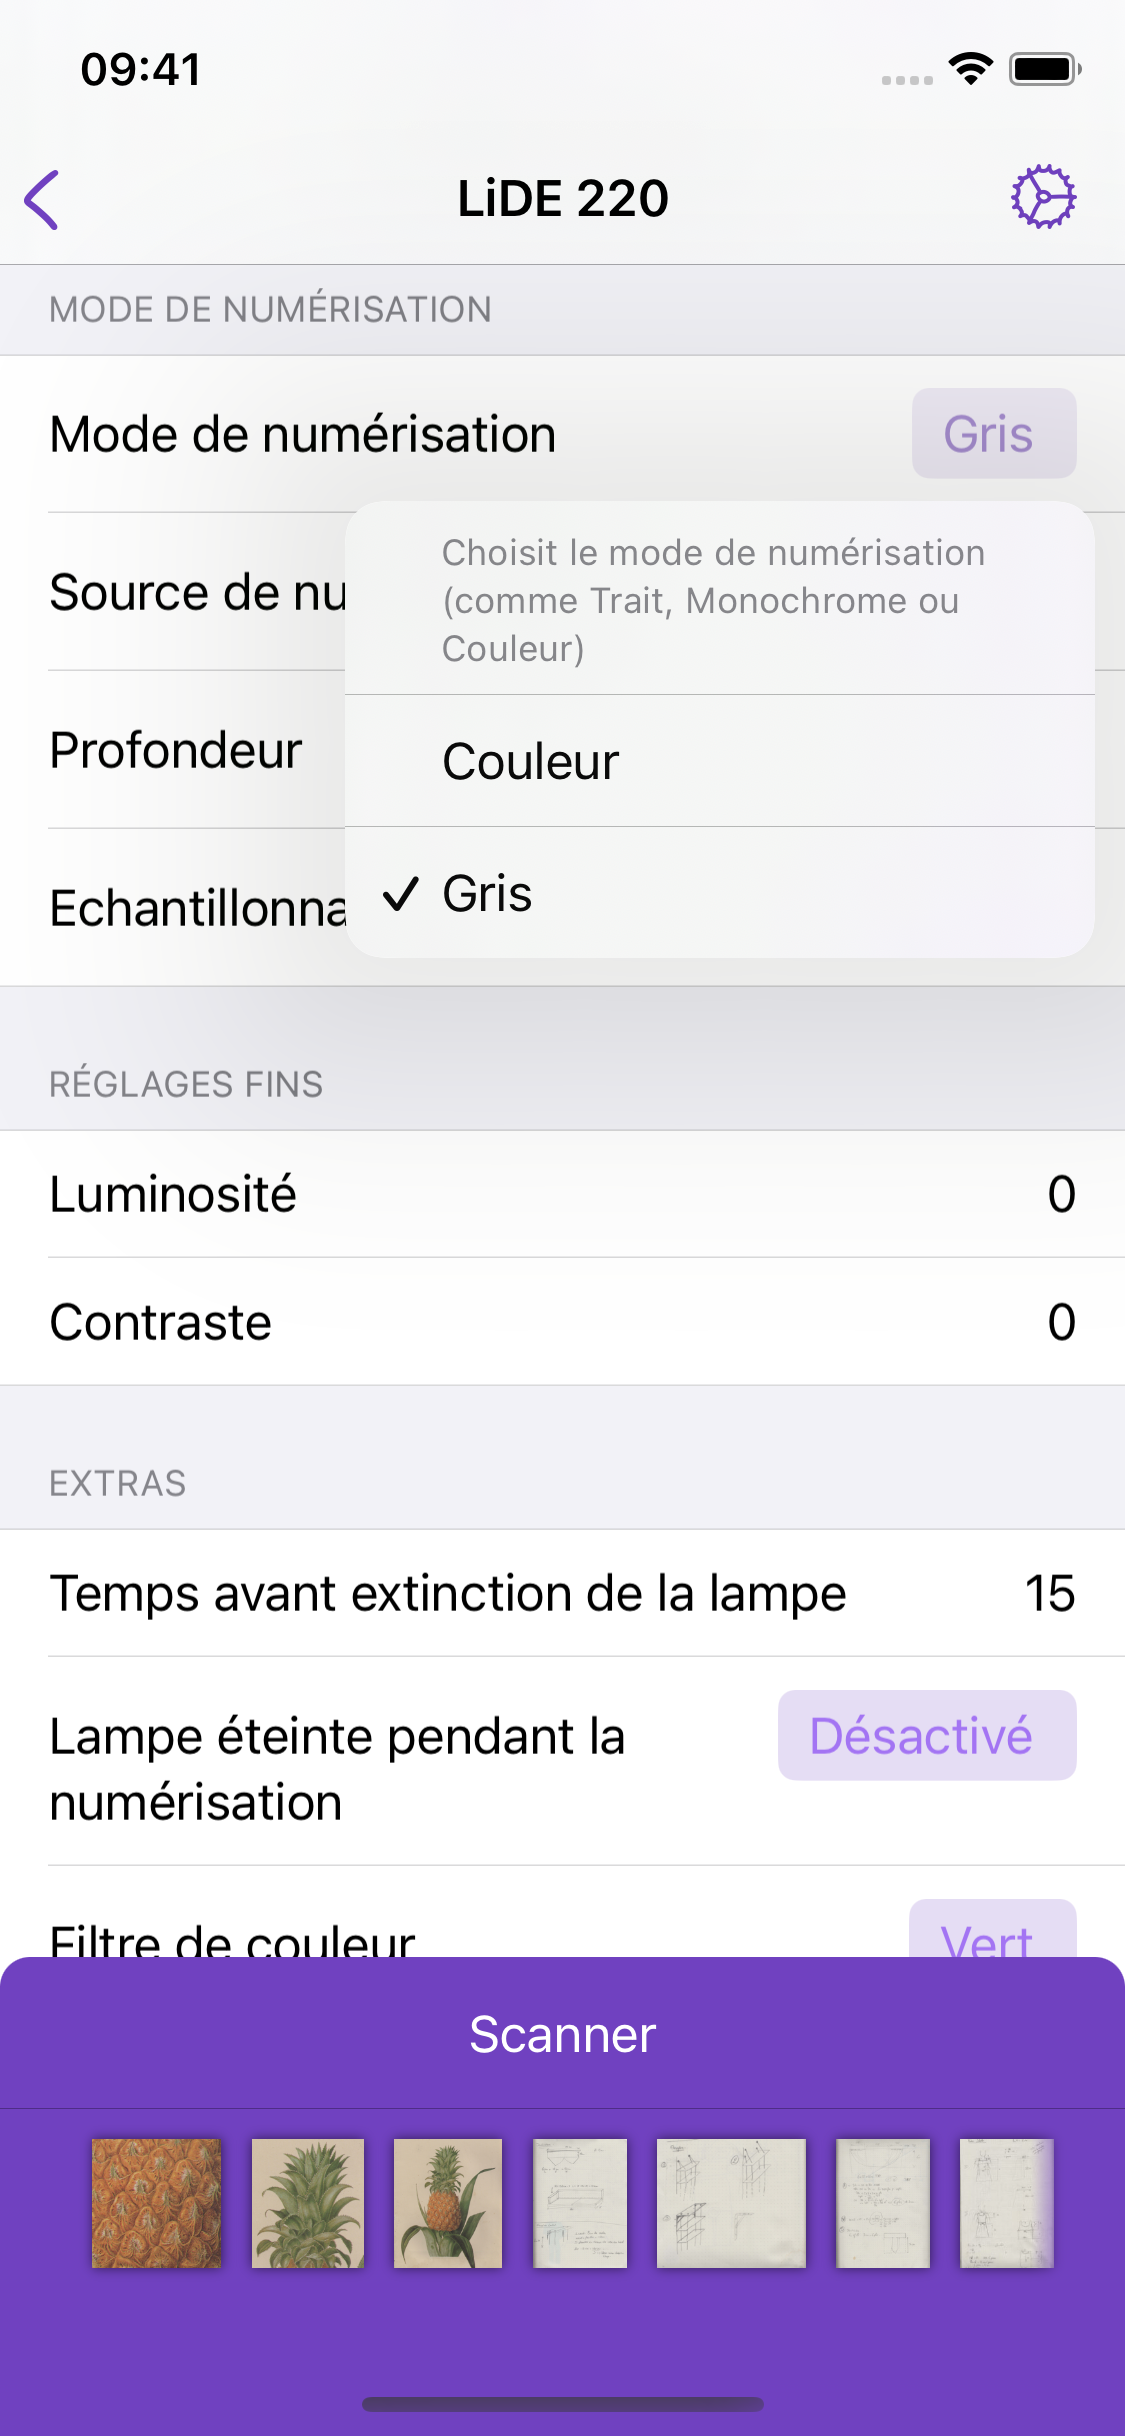 09:41
LiDE 220
MODE DE NUMÉRISATION
Mode de numérisation
Gris
Choisit le mode de numérisation
(comme Trait, Monochrome ou
Couleur)
Source de nu
Profondeur
Couleur
Echantillonna
Gris
RÉGLAGES FINS
Luminosité
0
Contraste
0
EXTRAS
Temps avant extinction de la lampe
15
Lampe éteinte pendant la
numérisation
Désactivé
Filtre de couleur
Vert
Scanner